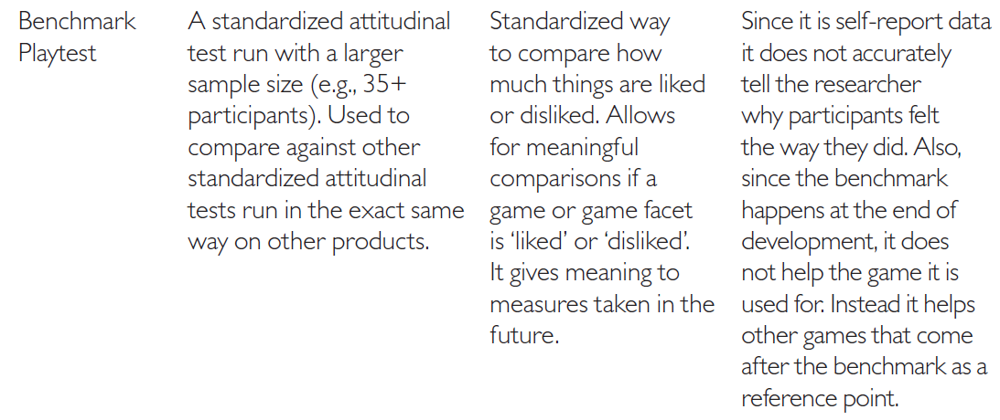 Benchmark
Playtest
A standardized attitudinal
test run with a larger
sample size (e.g., 35+
participants). Used to
compare against other
standardized attitudinal
tests run in the exact same
way on other products.
Standardized way
to compare how
much things are liked
or disliked. Allows
for meaningful
comparisons if a
game or game facet
is ‘liked’ or ‘disliked’.
It gives meaning to
measures taken in the
future.
Since it is self-report data
it does not accurately
tell the researcher
why participants felt
the way they did. Also,
since the benchmark
happens at the end of
development, it does
not help the game it is
used for. Instead it helps
other games that come
after the benchmark as a
reference point.